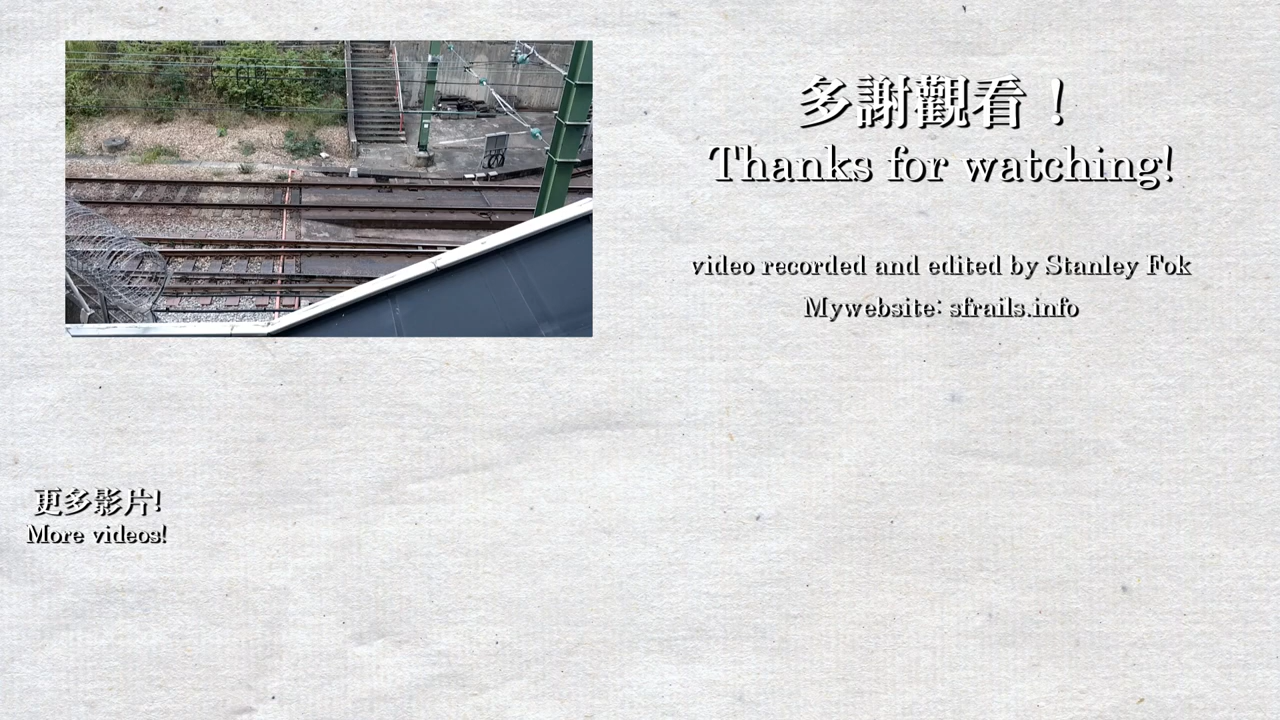 多謝觀看！
Thanks for watching!
video recorded and edited by Stanley Fok
Mywebsite: sfrails.info
更多影片!
More videos!